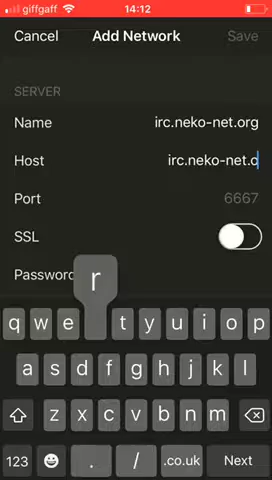 giffgaff 14:12
Cancel Add Network Save
SERVER
Name irc.neko-net.org
Host irc.neko-net.o
Port 6667
SSL
Password
r
q w e t y u i o p
a s d f g h j k l
z x c v b n m
123 . / .co.uk Next